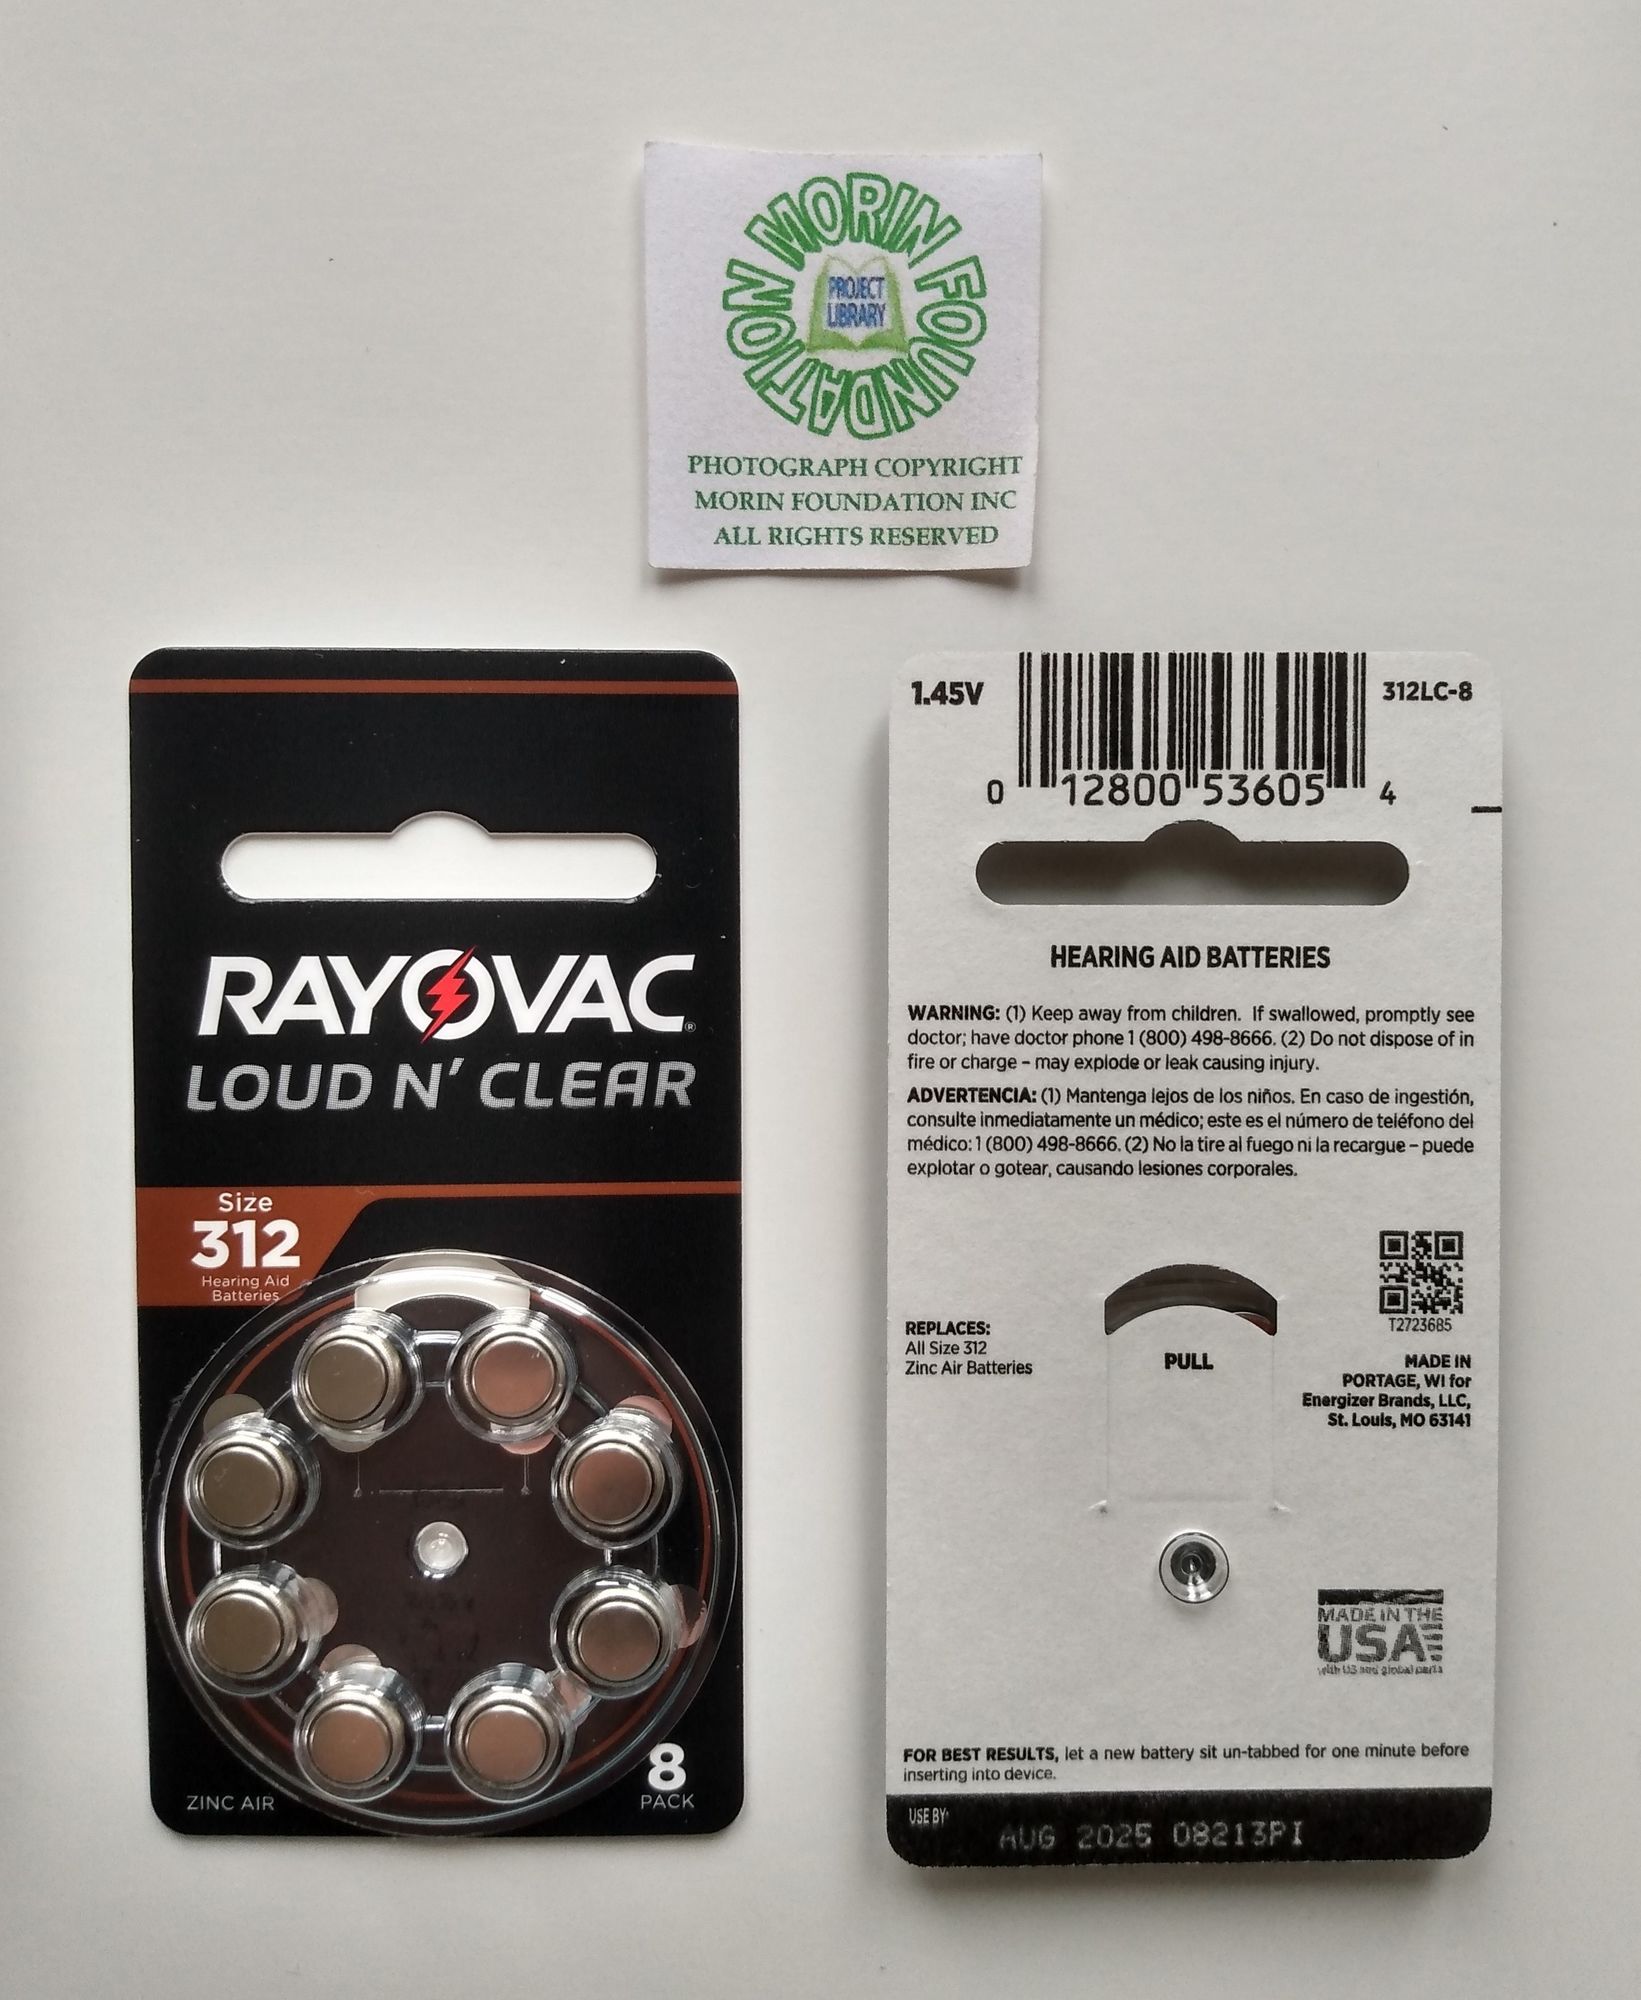 MORIN FOUNDATION
PROJECT
LIBRARY
PHOTOGRAPH COPYRIGHT
MORIN FOUNDATION INC
ALL RIGHTS RESERVED
RAYOVAC®
LOUD N' CLEAR
Size
312
Hearing Aid
Batteries
ZINC AIR
8
PACK
1.45V
312LC-8
0 12800 53605 4
HEARING AID BATTERIES
WARNING: (1) Keep away from children. If swallowed, promptly see
doctor; have doctor phone 1 (800) 498-8666. (2) Do not dispose of in
fire or charge – may explode or leak causing injury.
ADVERTENCIA: (1) Mantenga lejos de los niños. En caso de ingestión,
consulte inmediatamente un médico; este es el número de teléfono del
médico: 1 (800) 498-8666. (2) No la tire al fuego ni la recargue – puede
explotar o gotear, causando lesiones corporales.
T2723685
REPLACES:
All Size 312
Zinc Air Batteries
PULL
MADE IN
PORTAGE, WI for
Energizer Brands, LLC,
St. Louis, MO 63141
MADE IN THE
USA
with US and global parts
FOR BEST RESULTS, let a new battery sit un-tabbed for one minute before
inserting into device.
USE BY:
AUG 2025 08213PI